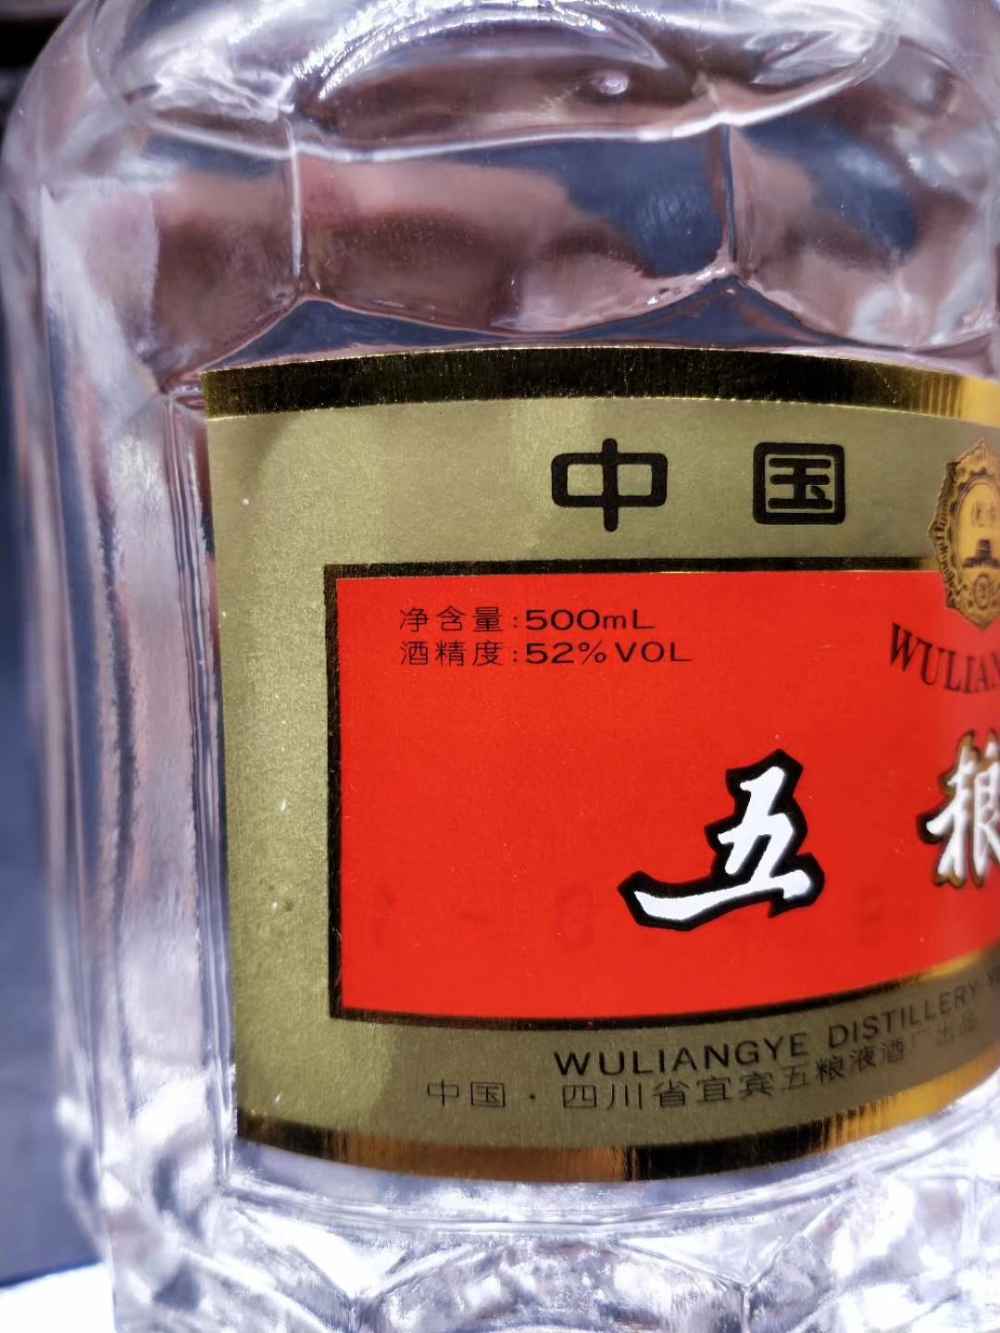 中国
净含量:500mL
酒精度:52%VOL
WULIAN
五粮
WULIANGYE DISTILLERY
中国·四川省宜宾五粮液酒厂出品